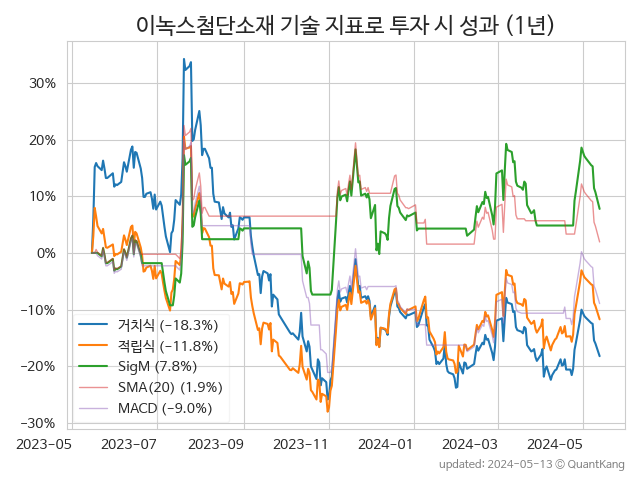 이녹스첨단소재 기술 지표로 투자 시 성과 (1년)
30%
20%
10%
0%
−10%
−20%
−30%
거치식 (−18.3%)
적립식 (−11.8%)
SigM (7.8%)
SMA(20) (1.9%)
MACD (−9.0%)
2023-05 2023-07 2023-09 2023-11 2024-01 2024-03 2024-05
updated: 2024-05-13 © QuantKang